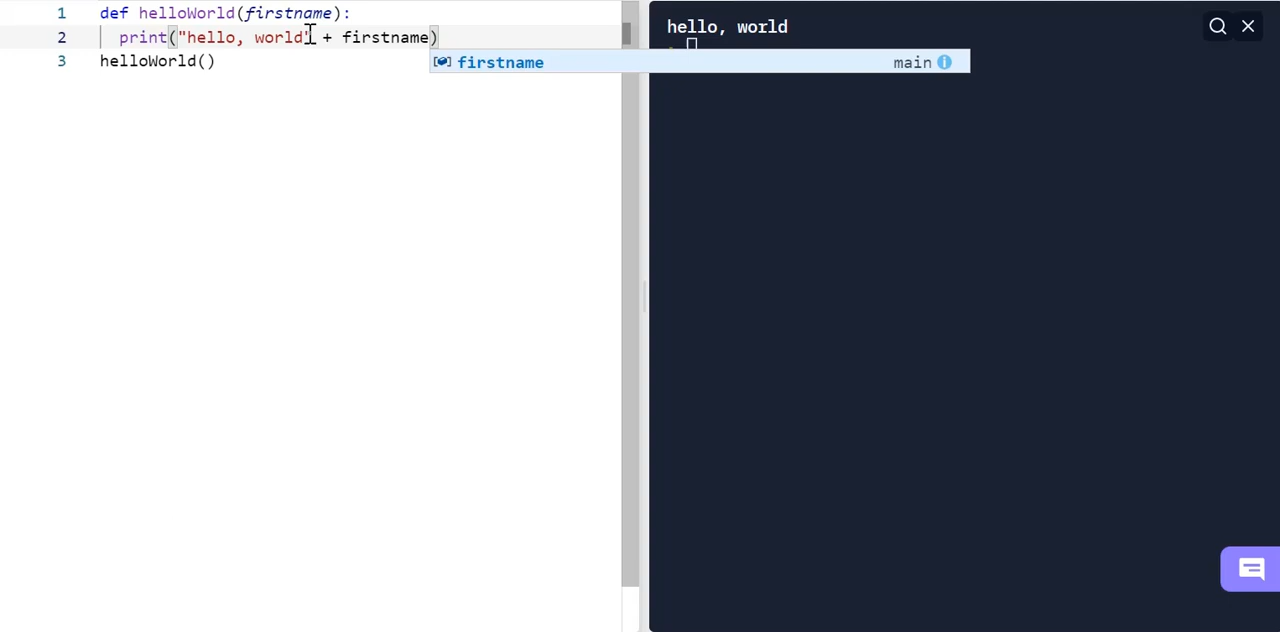 1 def helloWorld(firstname):
2 print("hello, world" + firstname)
3 helloWorld()
firstname main
hello, world